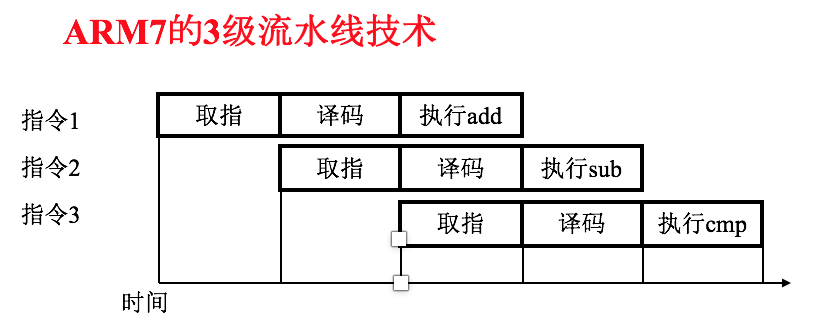 ARM7的3级流水线技术
指令1 取指 译码 执行add
指令2 取指 译码 执行sub
指令3 取指 译码 执行cmp
时间